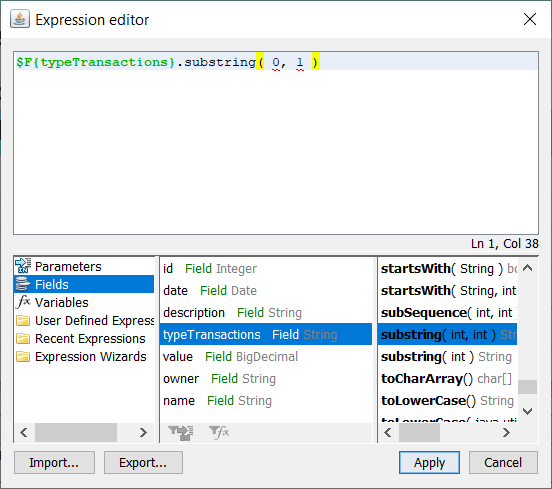 Expression editor
$F{typeTransactions}.substring( 0, 1 )
Ln 1, Col 38
Parameters
Fields
Variables
User Defined Express
Recent Expressions
Expression Wizards
id Field Integer
date Field Date
description Field String
typeTransactions Field String
value Field BigDecimal
owner Field String
name Field String
startsWith( String ) bo
startsWith( String, int
subSequence( int, int
substring( int, int ) Str
substring( int ) String
toCharArray() char[]
toLowerCase() String
toLowerCase( java.uti
Import...
Export...
Apply
Cancel